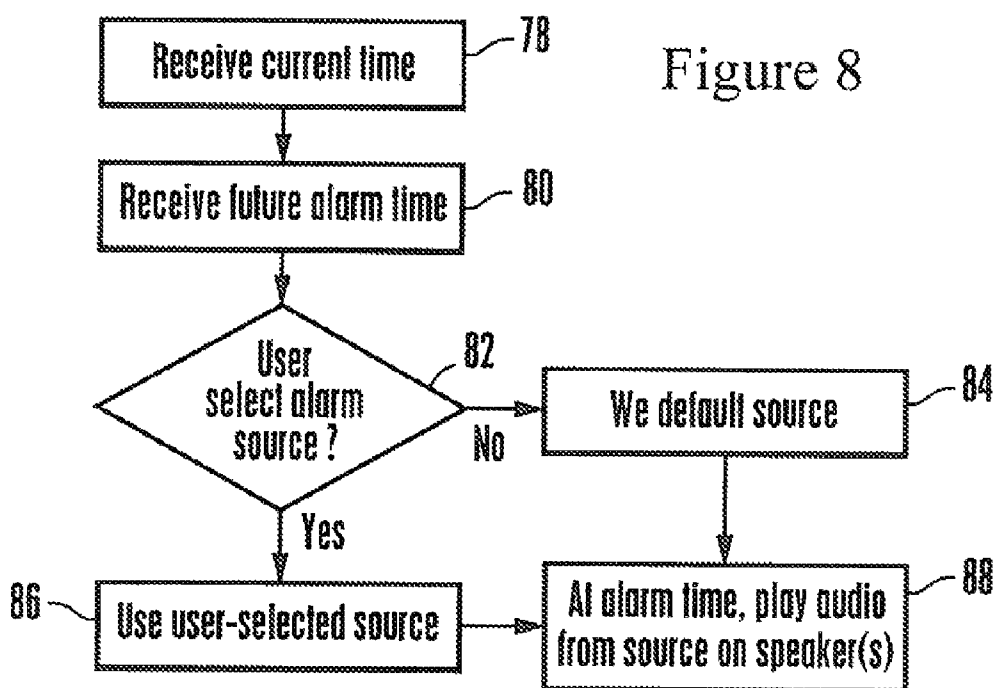 Figure 8
Receive current time
78
Receive future alarm time
80
User
select alarm
source ?
82
No
Yes
We default source
84
86
Use user-selected source
At alarm time, play audio
from source on speaker(s)
88